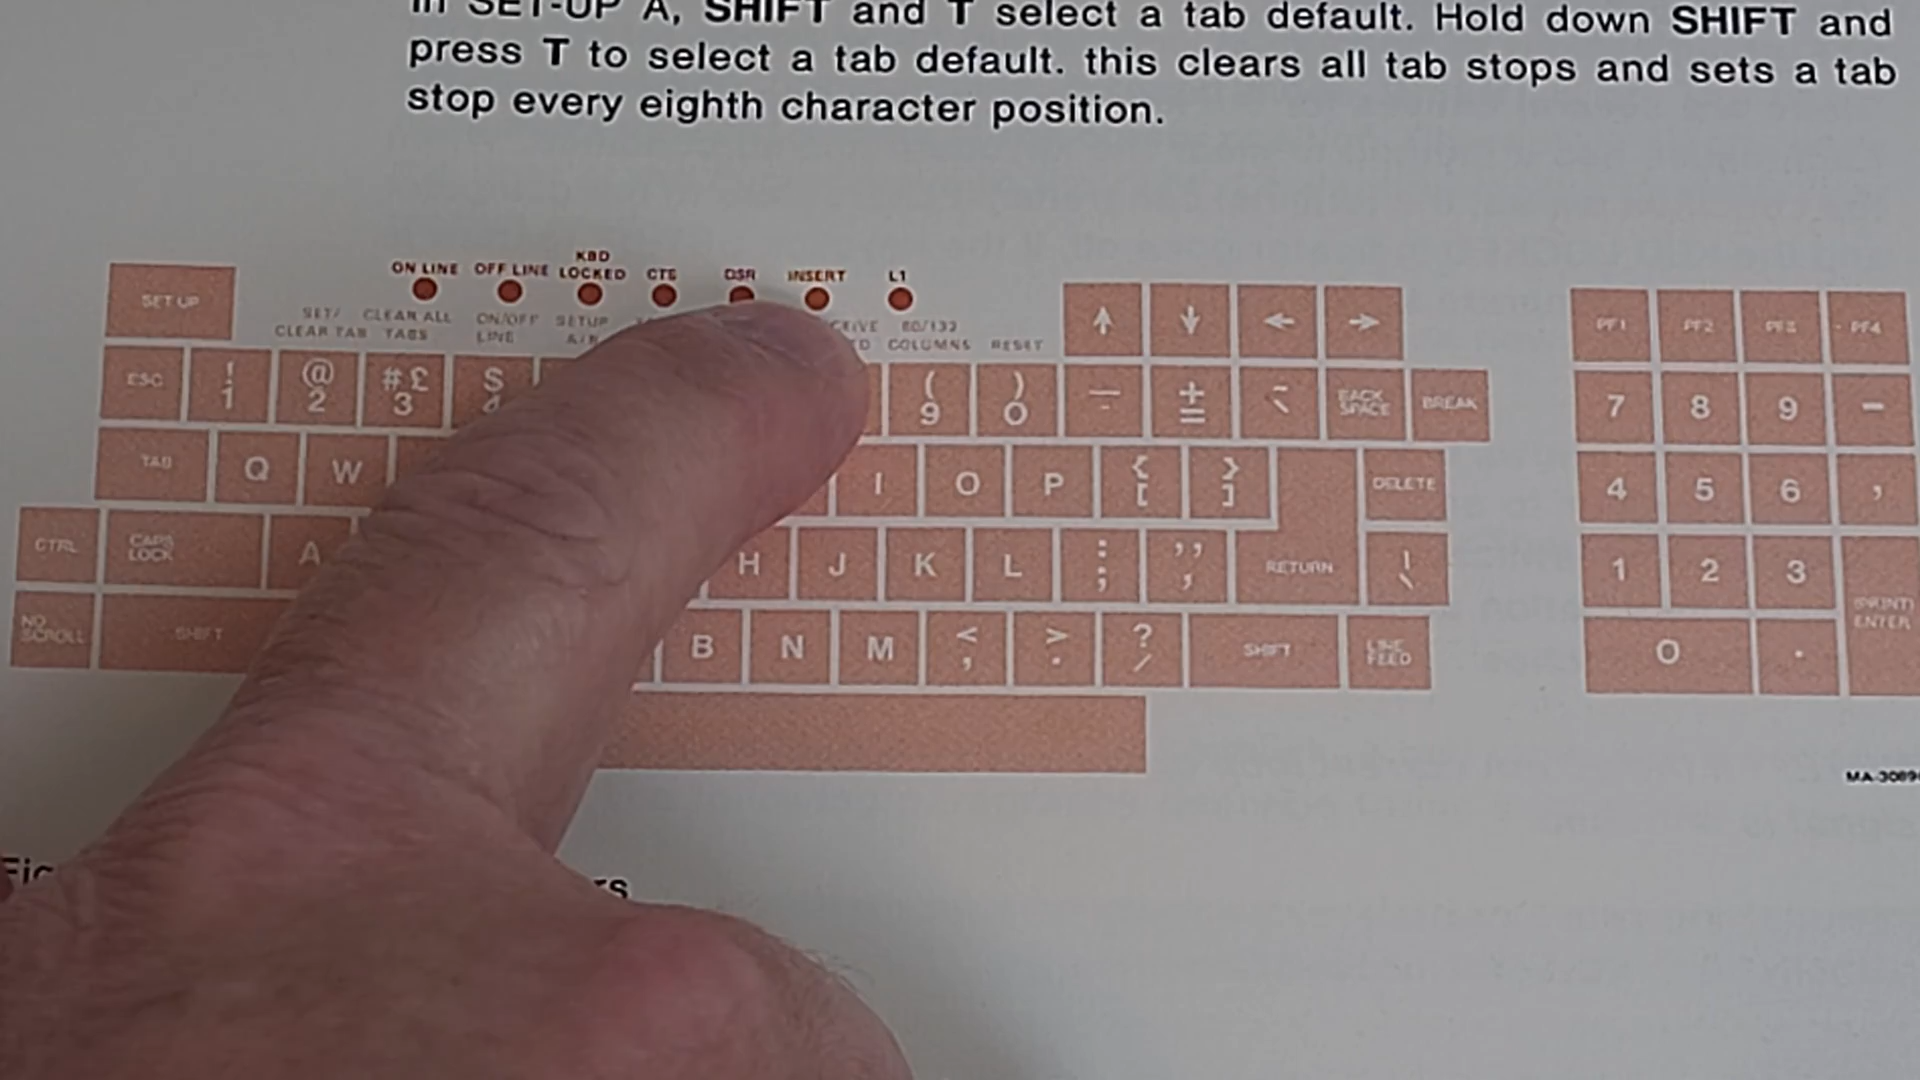 In SET-UP A, SHIFT and T select a tab default. Hold down SHIFT and
press T to select a tab default. this clears all tab stops and sets a tab
stop every eighth character position.
KBD
ON LINE OFF LINE LOCKED CTS DSR INSERT L1
SET UP
SET/ CLEAR ALL ON/OFF SETUP 80/132
CLEAR TAB TABS LINE A/B COLUMNS RESET
↑ ↓ ← →
PF1 PF2 PF3 PF4
ESC ! 1 @ 2 # £ 3 $ 4 ( 9 ) 0 — - ± = ~ ` BACK SPACE BREAK
7 8 9 —
TAB Q W I O P { [ } ] DELETE
4 5 6 ,
CTRL CAPS LOCK A H J K L : ; " ' RETURN | \
1 2 3
NO SCROLL SHIFT B N M < , > . ? / SHIFT LINE FEED
0 . ENTER
MA-3089